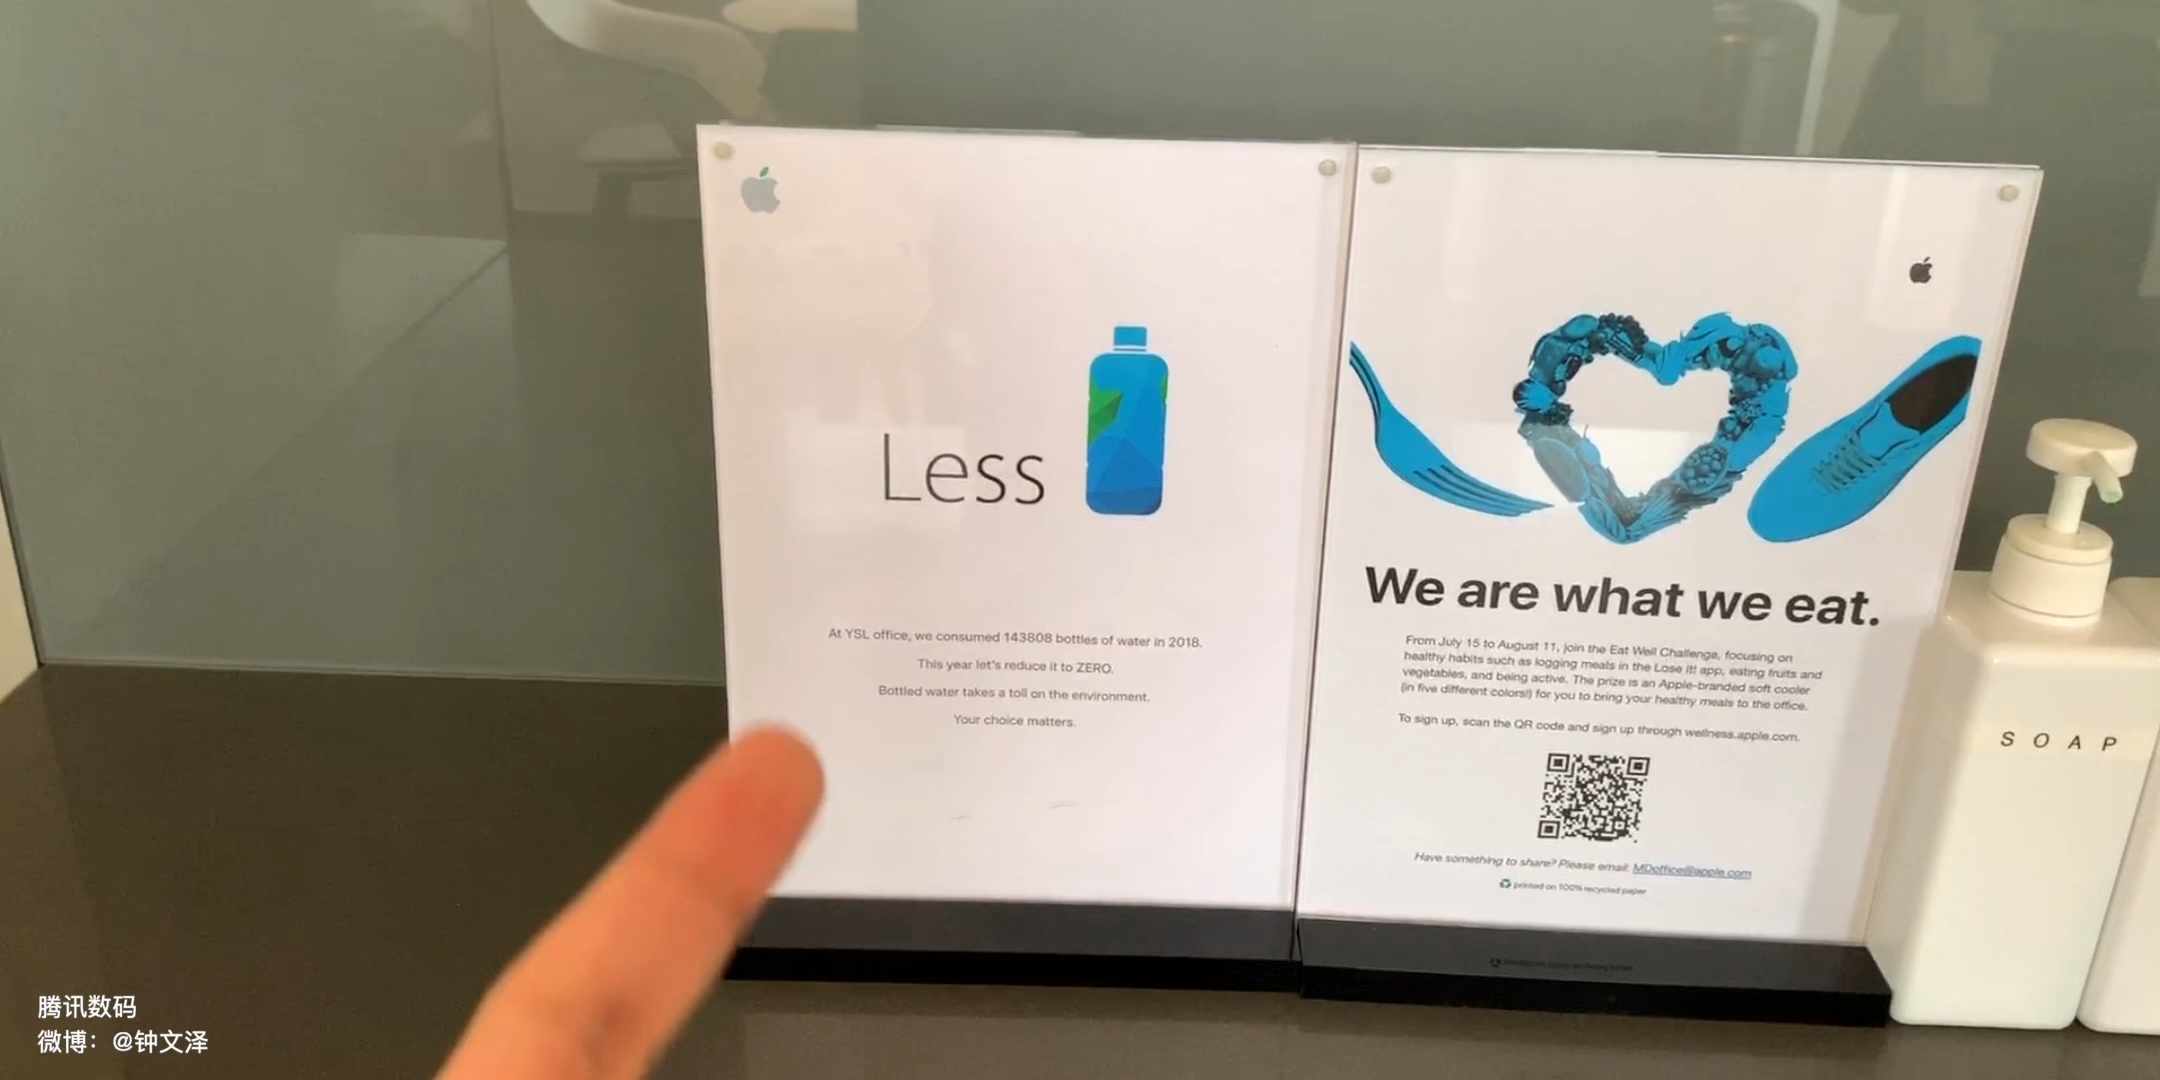 Less
At YSL office, we consumed 143808 bottles of water in 2018.
This year let's reduce it to ZERO.
Bottled water takes a toll on the environment.
Your choice matters.
We are what we eat.
From July 15 to August 11, join the Eat Well Challenge, focusing on
healthy habits such as logging meals in the Lose It! app, eating fruits and
vegetables, and being active. The prize is an Apple-branded soft cooler
(in five different colors!) for you to bring your healthy meals to the office.
To sign up, scan the QR code and sign up through wellness.apple.com.
Have something to share? Please email: MDoffice@apple.com
printed on 100% recycled paper
SOAP
腾讯数码
微博：@钟文泽